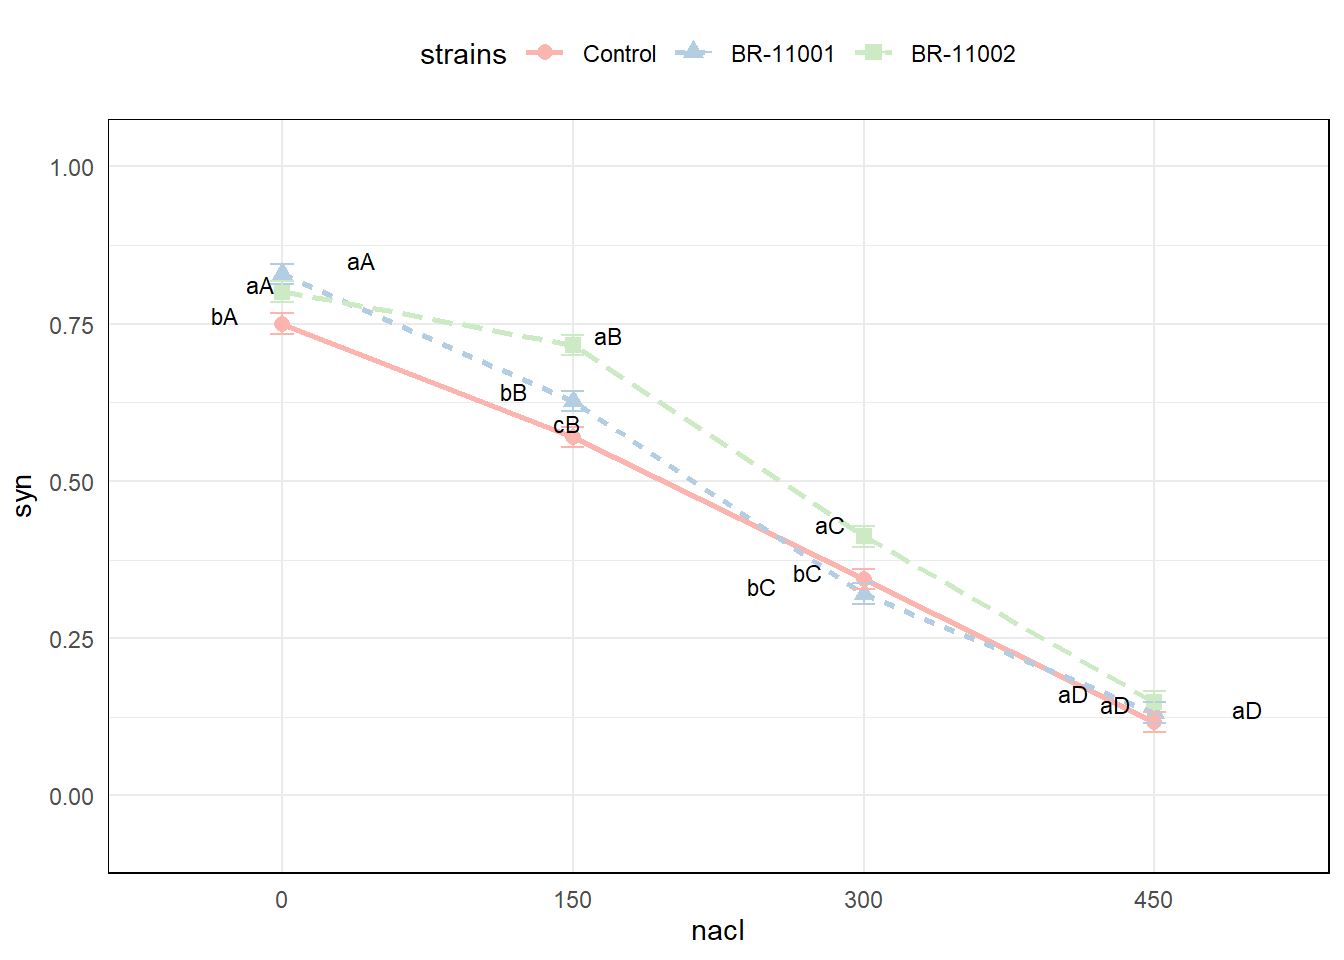 strains Control BR-11001 BR-11002
1.00
aA
aA
bA
0.75
aB
bB
cB
0.50
syn
aC
bC
bC
0.25
aD
aD
aD
0.00
0 150 300 450
nacl